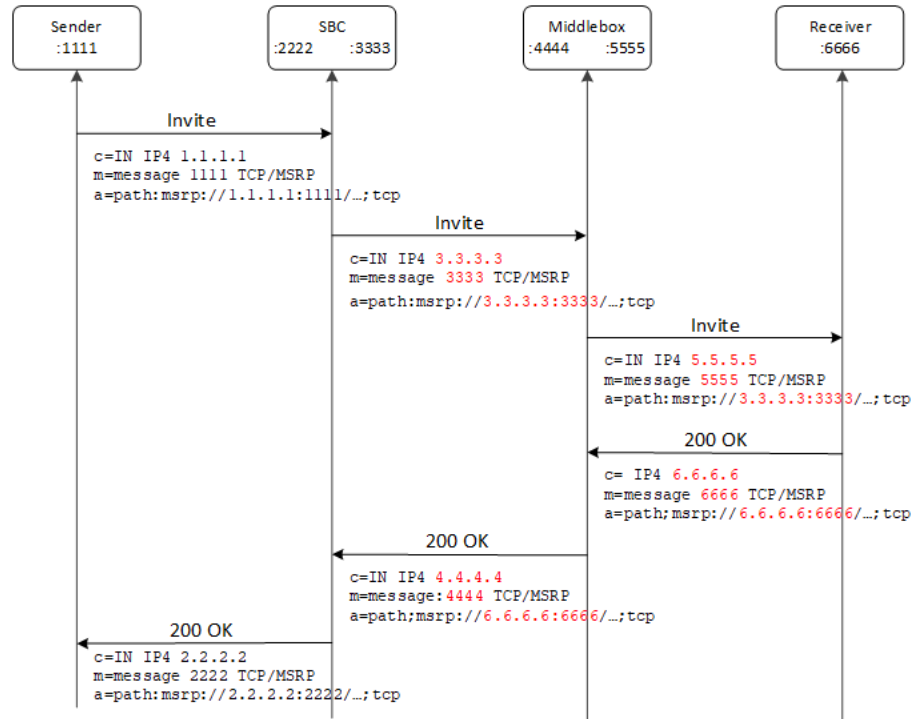 Sender
:1111
SBC
:2222 :3333
Middlebox
:4444 :5555
Receiver
:6666
Invite
c=IN IP4 1.1.1.1
m=message 1111 TCP/MSRP
a=path:msrp://1.1.1.1:1111/…;tcp
Invite
c=IN IP4 3.3.3.3
m=message 3333 TCP/MSRP
a=path:msrp://3.3.3.3:3333/…;tcp
Invite
c=IN IP4 5.5.5.5
m=message 5555 TCP/MSRP
a=path:msrp://3.3.3.3:3333/…;tcp
200 OK
c= IP4 6.6.6.6
m=message 6666 TCP/MSRP
a=path;msrp://6.6.6.6:6666/…;tcp
200 OK
c=IN IP4 4.4.4.4
m=message:4444 TCP/MSRP
a=path;msrp://6.6.6.6:6666/…;tcp
200 OK
c=IN IP4 2.2.2.2
m=message 2222 TCP/MSRP
a=path:msrp://2.2.2.2:2222/…;tcp